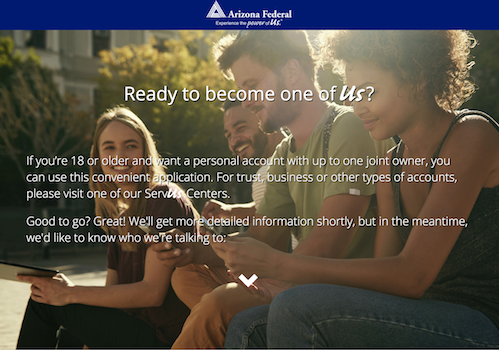 Arizona Federal
Experience the power of Us.
Ready to become one of Us?
If you're 18 or older and want a personal account with up to one joint owner, you
can use this convenient application. For trust, business or other types of accounts,
please visit one of our ServUs Centers.
Good to go? Great! We'll get more detailed information shortly, but in the meantime,
we'd like to know who we're talking to: